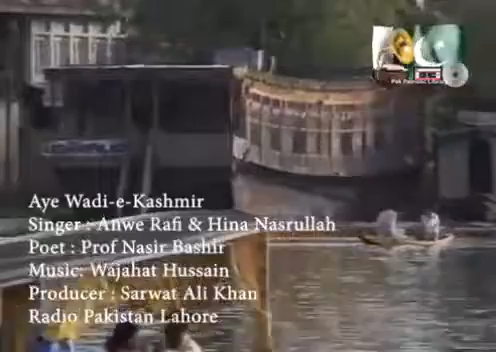 Aye Wadi-e-Kashmir
Singer : Anwe Rafi & Hina Nasrullah
Poet : Prof Nasir Bashir
Music: Wajahat Hussain
Producer : Sarwat Ali Khan
Radio Pakistan Lahore